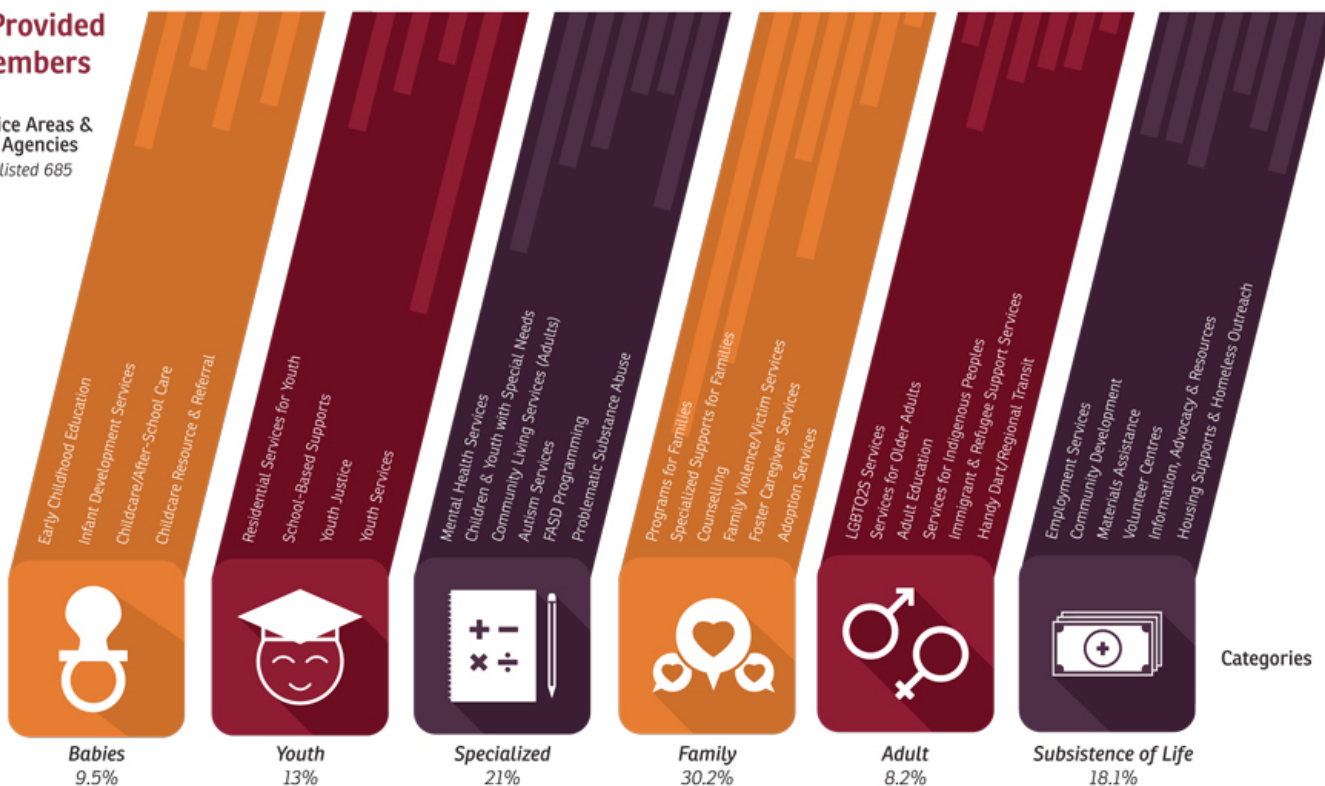 Provided
embers
ice Areas &
Agencies
listed 685
Early Childhood Education
Infant Development Services
Childcare/After-School Care
Childcare Resource & Referral
Residential Services for Youth
School-Based Supports
Youth Justice
Youth Services
Mental Health Services
Children & Youth with Special Needs
Community Living Services (Adults)
Autism Services
FASD Programming
Problematic Substance Abuse
Programs for Families
Specialized Supports for Families
Counselling
Family Violence/Victim Services
Foster Caregiver Services
Adoption Services
LGBTQ2S Services
Services for Older Adults
Adult Education
Services for Indigenous Peoples
Immigrant & Refugee Support Services
Handy Dart/Regional Transit
Employment Services
Community Development
Materials Assistance
Volunteer Centres
Information, Advocacy & Resources
Housing Supports & Homeless Outreach
Categories
Babies
9.5%
Youth
13%
Specialized
21%
Family
30.2%
Adult
8.2%
Subsistence of Life
18.1%